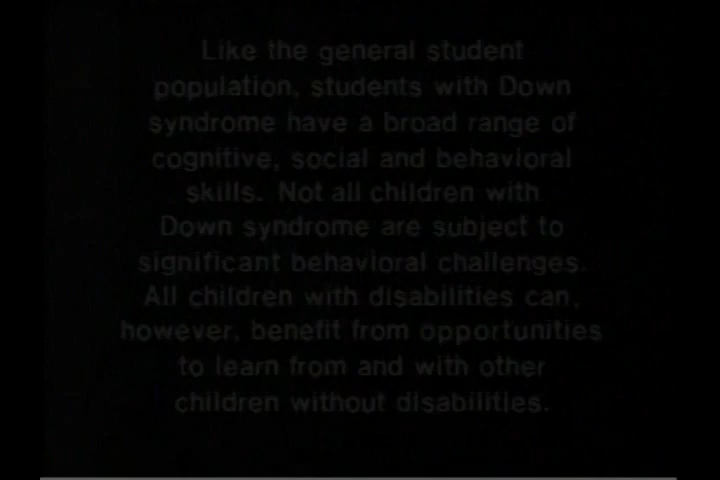 Like the general student
population, students with Down
syndrome have a broad range of
cognitive, social and behavioral
skills. Not all children with
Down syndrome are subject to
significant behavioral challenges.
All children with disabilities can,
however, benefit from opportunities
to learn from and with other
children without disabilities.